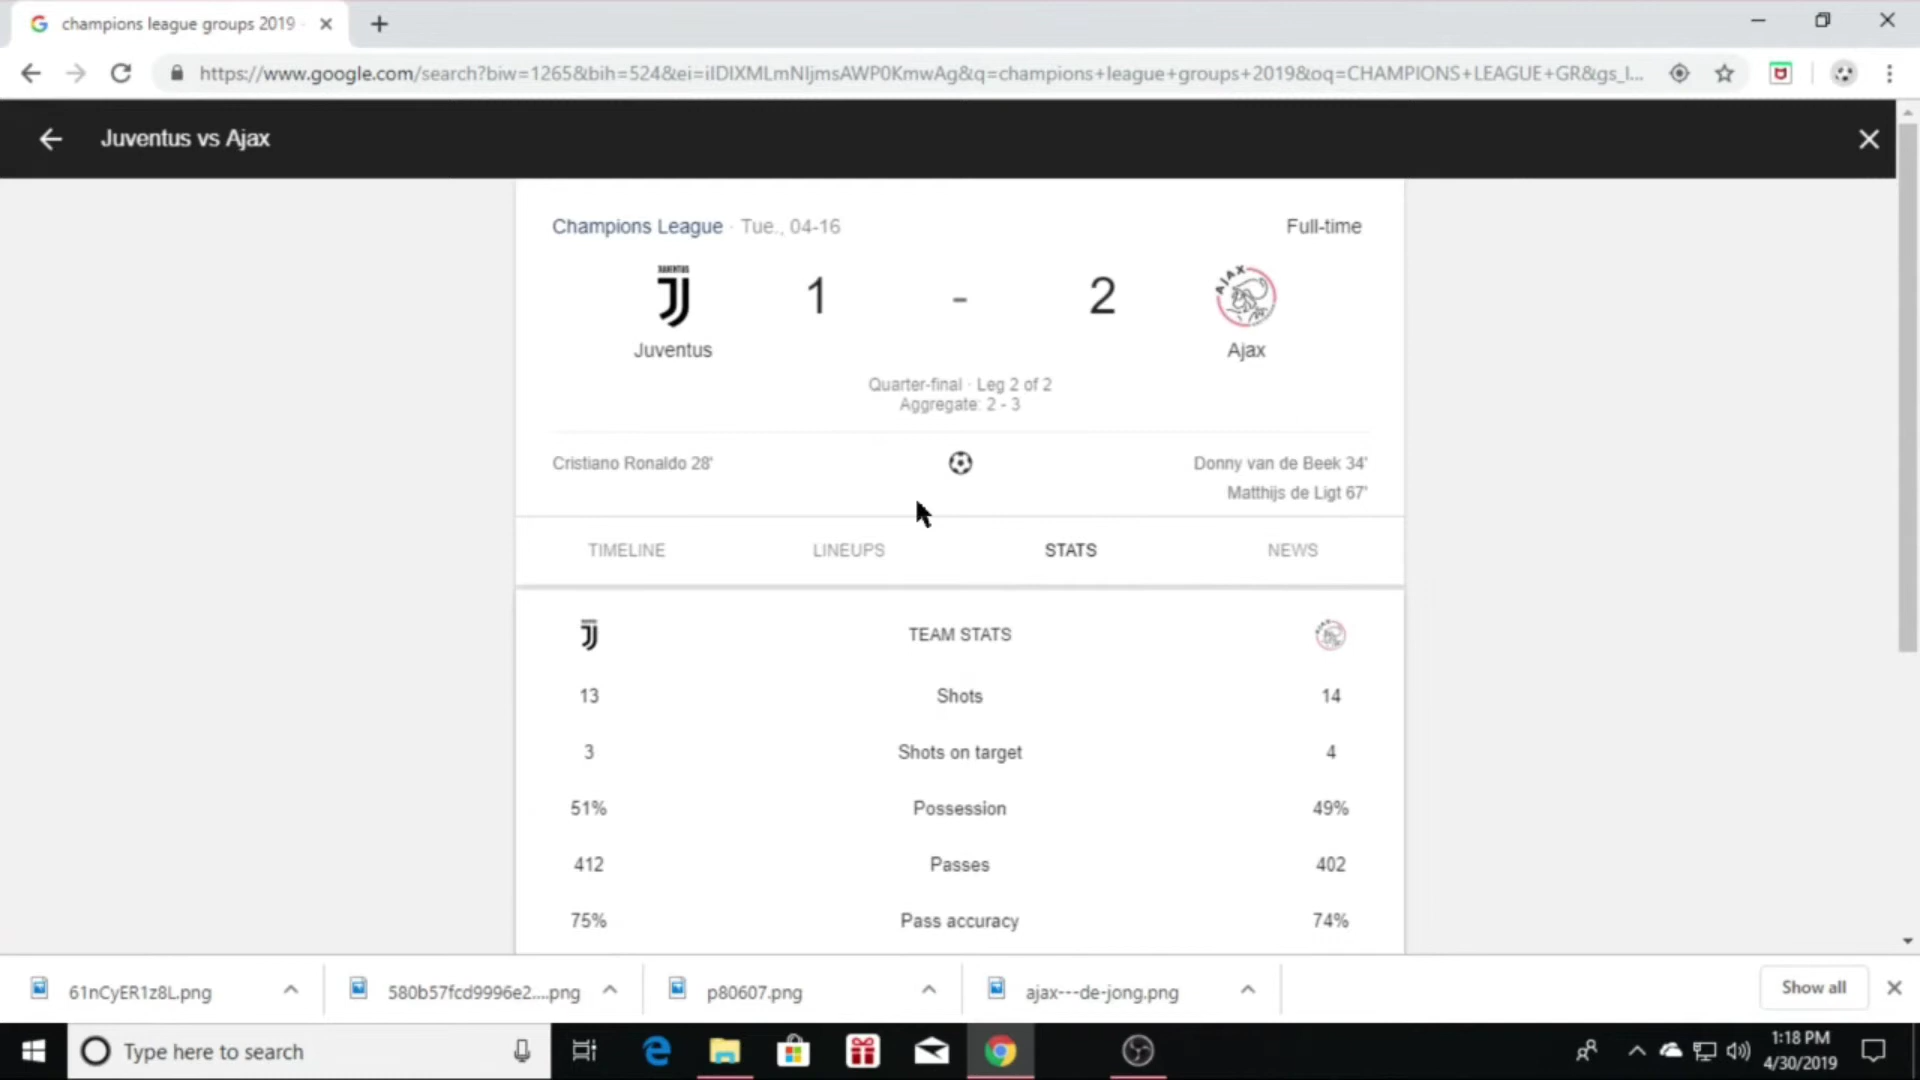 champions league groups 2019
https://www.google.com/search?biw=1265&bih=524&ei=iIDIXMLmNIjmsAWP0KmwAg&q=champions+league+groups+2019&oq=CHAMPIONS+LEAGUE+GR&gs_l...
Juventus vs Ajax
Champions League · Tue., 04-16 Full-time
JUVENTUS AJAX
1 - 2
Juventus Ajax
Quarter-final · Leg 2 of 2
Aggregate: 2 - 3
Cristiano Ronaldo 28' Donny van de Beek 34'
Matthijs de Ligt 67'
TIMELINE LINEUPS STATS NEWS
TEAM STATS
13 Shots 14
3 Shots on target 4
51% Possession 49%
412 Passes 402
75% Pass accuracy 74%
61nCyER1z8L.png 580b57fcd9996e2....png p80607.png ajax---de-jong.png Show all
Type here to search 1:18 PM
4/30/2019